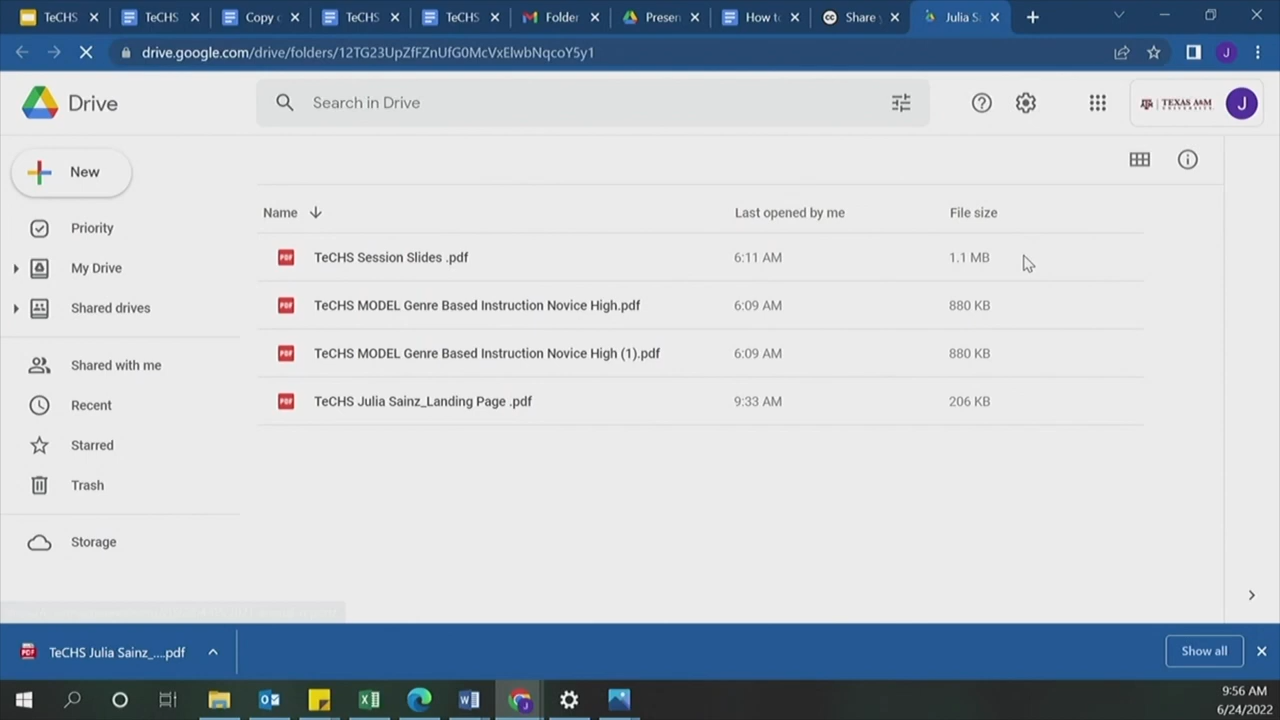 TeCHS
TeCHS
Copy
TeCHS
TeCHS
Folder
Presen
How to
Share
Julia S
drive.google.com/drive/folders/12TG23UpZfFZnUfG0McVxElwbNqcoY5y1
J
Drive
Search in Drive
TEXAS A&M
UNIVERSITY
J
New
Name
Last opened by me
File size
Priority
TeCHS Session Slides .pdf
6:11 AM
1.1 MB
My Drive
Shared drives
TeCHS MODEL Genre Based Instruction Novice High.pdf
6:09 AM
880 KB
TeCHS MODEL Genre Based Instruction Novice High (1).pdf
6:09 AM
880 KB
Shared with me
Recent
TeCHS Julia Sainz_Landing Page .pdf
9:33 AM
206 KB
Starred
Trash
Storage
TeCHS Julia Sainz_....pdf
Show all
9:56 AM
6/24/2022